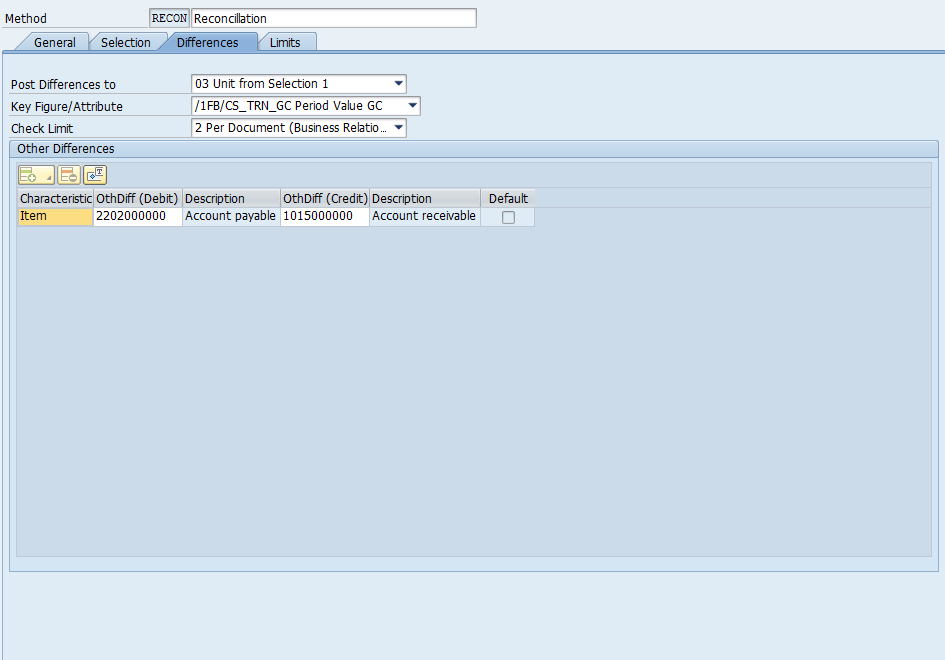 Method RECON Reconcillation
General Selection Differences Limits
Post Differences to 03 Unit from Selection 1
Key Figure/Attribute /1FB/CS_TRN_GC Period Value GC
Check Limit 2 Per Document (Business Relatio...
Other Differences
Characteristic OthDiff (Debit) Description OthDiff (Credit) Description Default
Item 2202000000 Account payable 1015000000 Account receivable